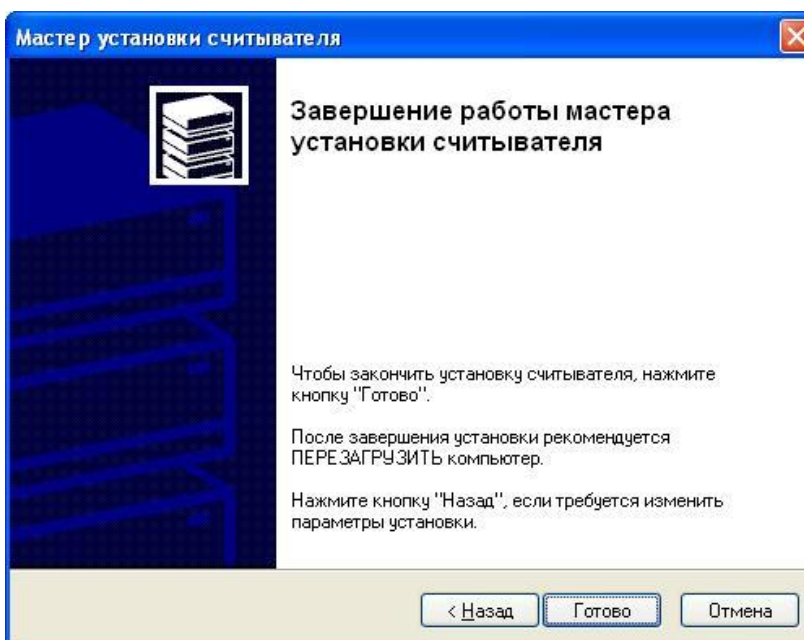 Мастер установки считывателя
Завершение работы мастера
установки считывателя
Чтобы закончить установку считывателя, нажмите
кнопку "Готово".
После завершения установки рекомендуется
ПЕРЕЗАГРУЗИТЬ компьютер.
Нажмите кнопку "Назад", если требуется изменить
параметры установки.
< Назад Готово Отмена